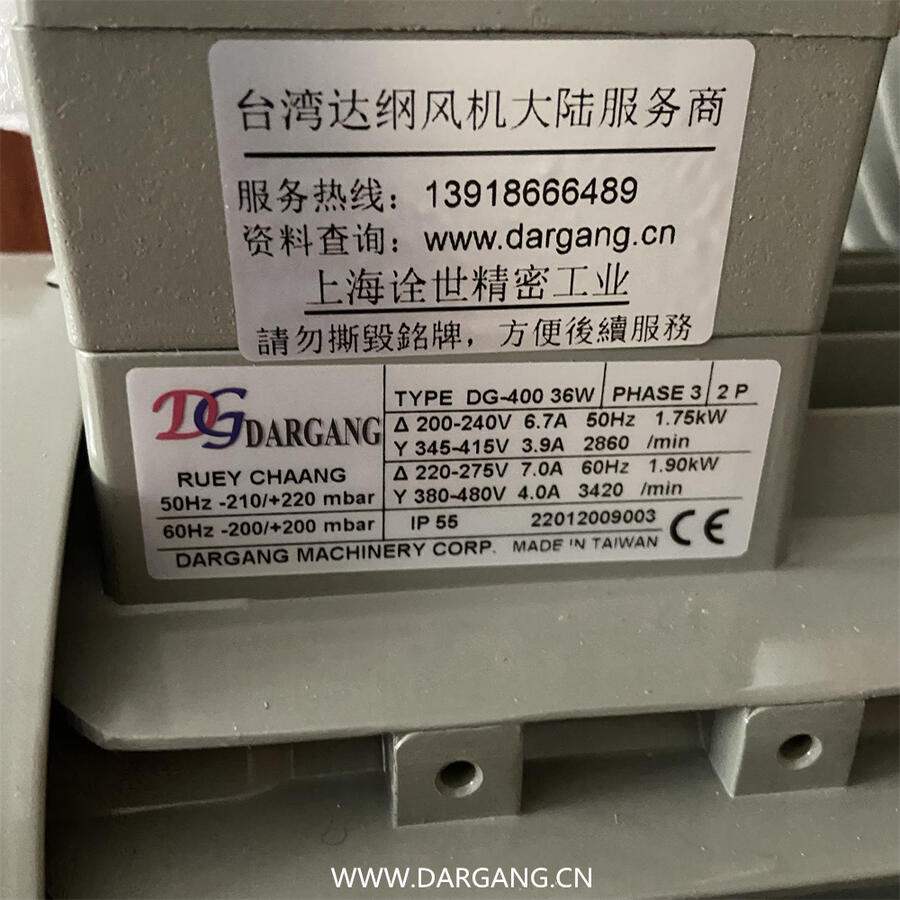 台湾达纲风机大陆服务商
服务热线：13918666489
资料查询：www.dargang.cn
上海诠世精密工业
請勿撕毀銘牌，方便後續服務
DG DARGANG
RUEY CHAANG
50Hz -210/+220 mbar
60Hz -200/+200 mbar
TYPE DG-400 36W PHASE 3 2 P
Δ 200-240V 6.7A 50Hz 1.75kW
Y 345-415V 3.9A 2860 /min
Δ 220-275V 7.0A 60Hz 1.90kW
Y 380-480V 4.0A 3420 /min
IP 55 22012009003 CE
DARGANG MACHINERY CORP. MADE IN TAIWAN
WWW.DARGANG.CN